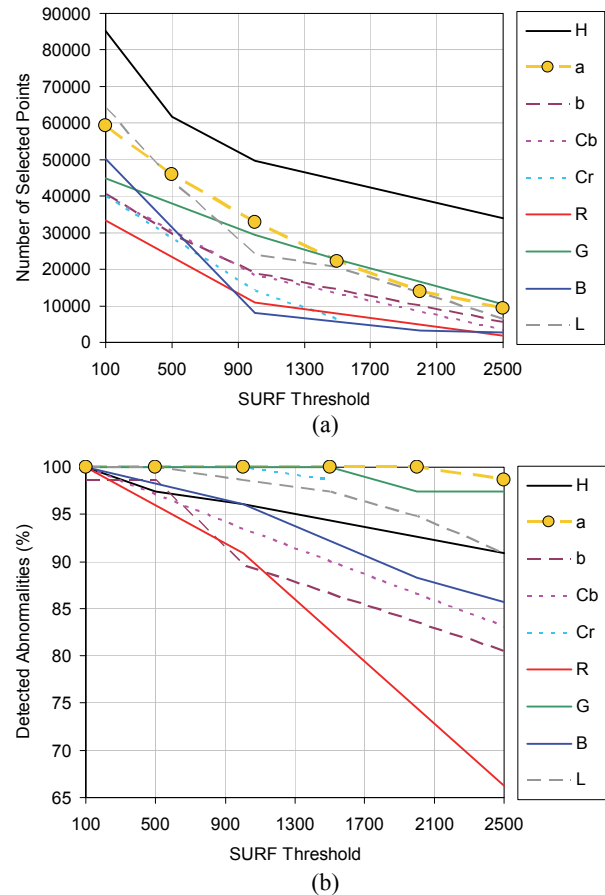 90000
80000
70000
60000
50000
40000
30000
20000
10000
0
Number of Selected Points
100 500 900 1300 1700 2100 2500
SURF Threshold
H
a
b
Cb
Cr
R
G
B
L
(a)
100
95
90
85
80
75
70
65
Detected Abnormalities (%)
100 500 900 1300 1700 2100 2500
SURF Threshold
H
a
b
Cb
Cr
R
G
B
L
(b)